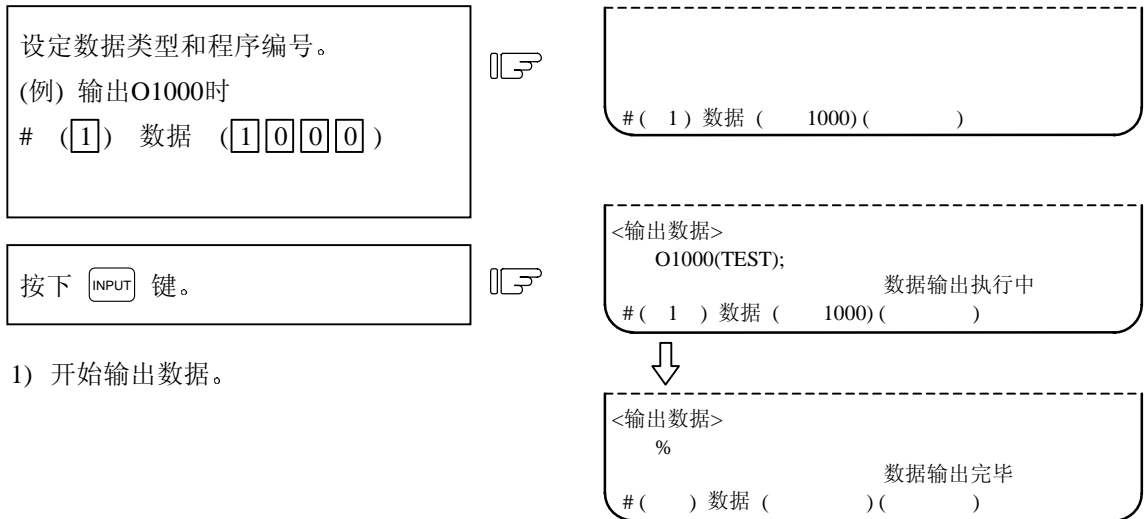 设定数据类型和程序编号。
(例) 输出O1000时
# (1) 数据 (1000)
# ( 1 ) 数据 ( 1000) ( )
按下 INPUT 键。
<输出数据>
O1000(TEST);
数据输出执行中
# ( 1 ) 数据 ( 1000) ( )
1) 开始输出数据。
<输出数据>
%
数据输出完毕
# ( ) 数据 ( ) ( )